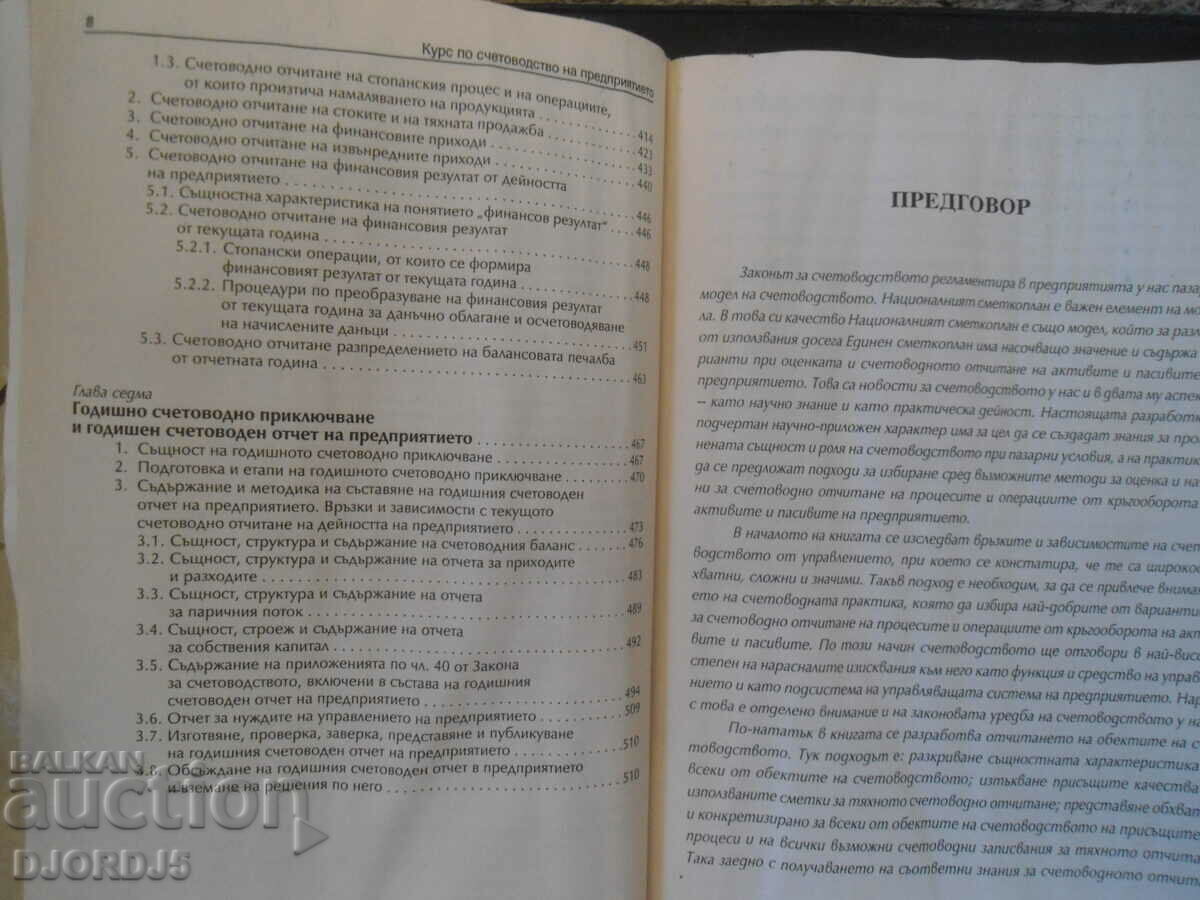 8
Курс по счетоводство на предприятието
1.3. Счетоводно отчитане на стопанския процес и на операциите,
от които произтича намаляването на продукцията . . . . . . . . . . . 414
2. Счетоводно отчитане на стоките и на тяхната продажба . . . . . . . . 423
3. Счетоводно отчитане на финансовите приходи . . . . . . . . . . . . . . 433
4. Счетоводно отчитане на извънредните приходи . . . . . . . . . . . . . 440
5. Счетоводно отчитане на финансовия резултат от дейността
на предприятието . . . . . . . . . . . . . . . . . . . . . . . . . . . . 446
5.1. Същностна характеристика на понятието „финансов резултат“ . . 446
5.2. Счетоводно отчитане на финансовия резултат
от текущата година . . . . . . . . . . . . . . . . . . . . . . . . . 448
5.2.1. Стопански операции, от които се формира
финансовият резултат от текущата година . . . . . . . . . . . 448
5.2.2. Процедури по преобразуване на финансовия резултат
от текущата година за данъчно облагане и осчетоводяване
на начислените данъци . . . . . . . . . . . . . . . . . . . . 451
5.3. Счетоводно отчитане разпределението на балансовата печалба
от отчетната година . . . . . . . . . . . . . . . . . . . . . . . . 463
Глава седма
Годишно счетоводно приключване
и годишен счетоводен отчет на предприятието . . . . . . . . . . . . . 467
1. Същност на годишното счетоводно приключване . . . . . . . . . . . . 467
2. Подготовка и етапи на годишното счетоводно приключване . . . . . . 470
3. Съдържание и методика на съставяне на годишния счетоводен
отчет на предприятието. Връзки и зависимости с текущото
счетоводно отчитане на дейността на предприятието . . . . . . . . . . 473
3.1. Същност, структура и съдържание на счетоводния баланс . . . . . 476
3.2. Същност, структура и съдържание на отчета за приходите
и разходите . . . . . . . . . . . . . . . . . . . . . . . . . . . . 483
3.3. Същност, структура и съдържание на отчета
за паричния поток . . . . . . . . . . . . . . . . . . . . . . . . . 489
3.4. Същност, строеж и съдържание на отчета
за собствения капитал . . . . . . . . . . . . . . . . . . . . . . . 492
3.5. Съдържание на приложенията по чл. 40 от Закона
за счетоводството, включени в състава на годишния
счетоводен отчет на предприятието . . . . . . . . . . . . . . . . . 494
3.6. Отчет за нуждите на управлението на предприятието . . . . . . . . 509
3.7. Изготвяне, проверка, заверка, представяне и публикуване
на годишния счетоводен отчет на предприятието . . . . . . . . . . . 510
3.8. Обсъждане на годишния счетоводен отчет в предприятието
и вземане на решения по него . . . . . . . . . . . . . . . . . . . . 510
ПРЕДГОВОР
Законът за счетоводството регламентира в предприятията у нас паза
модел на счетоводството. Националният сметкоплан е важен елемент на мо
ла. В това си качество Националният сметкоплан е също модел, който за разл
от използвания досега Единен сметкоплан има насочващо значение и съдържа
рианти при оценката и счетоводното отчитане на активите и пасивите
предприятието. Това са новости за счетоводството у нас и в двата му аспек
– като научно знание и като практическа дейност. Настоящата разработк
подчертан научно-приложен характер има за цел да се създадат знания за про
нената същност и роля на счетоводството при пазарни условия, а на практик
да се предложат подходи за избиране сред възможните методи за оценка и на
ни за счетоводно отчитане на процесите и операциите от кръгооборота
активите и пасивите на предприятието.
В началото на книгата се изследват връзките и зависимостите на счет
водството от управлението, при което се констатира, че те са широкоо
хватни, сложни и значими. Такъв подход е необходим, за да се привлече внима
ето на счетоводната практика, която да избира най-добрите от вариант
за счетоводно отчитане на процесите и операциите от кръгооборота на акт
вите и пасивите. По този начин счетоводството ще отговори в най-висо
степен на нарасналите изисквания към него като функция и средство на управ
нието и като подсистема на управляващата система на предприятието. Нар
с това е отделено внимание и на законовата уредба на счетоводството у на
По-нататък в книгата се разработва отчитането на обектите на с
товодството. Тук подходът е: разкриване същностната характеристика
всеки от обектите на счетоводството; изтъкване присъщите качества
използваните сметки за тяхното счетоводно отчитане; представяне обхват
и конкретизирано за всеки от обектите на счетоводството на присъщите
процеси и на всички възможни счетоводни записвания за тяхното отчита
Така заедно с получаването на съответни знания за счетоводното отчита
BALKAN
auction
DJORDJ5